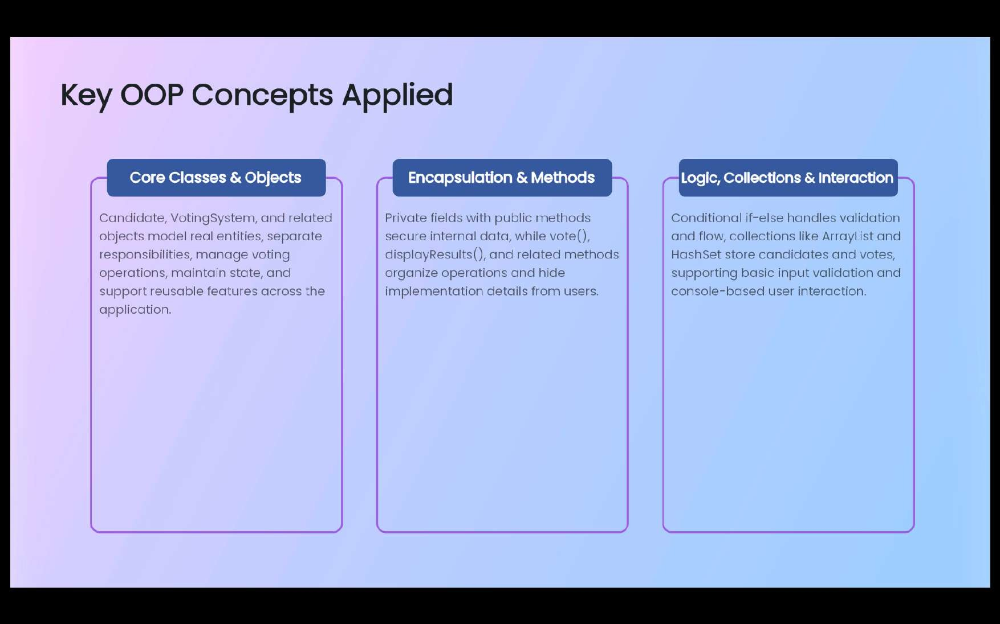 Key OOP Concepts Applied
Core Classes & Objects
Candidate, VotingSystem, and related
objects model real entities, separate
responsibilities, manage voting
operations, maintain state, and
support reusable features across the
application.
Encapsulation & Methods
Private fields with public methods
secure internal data, while vote(),
displayResults(), and related methods
organize operations and hide
implementation details from users.
Logic, Collections & Interaction
Conditional if-else handles validation
and flow, collections like ArrayList and
HashSet store candidates and votes,
supporting basic input validation and
console-based user interaction.